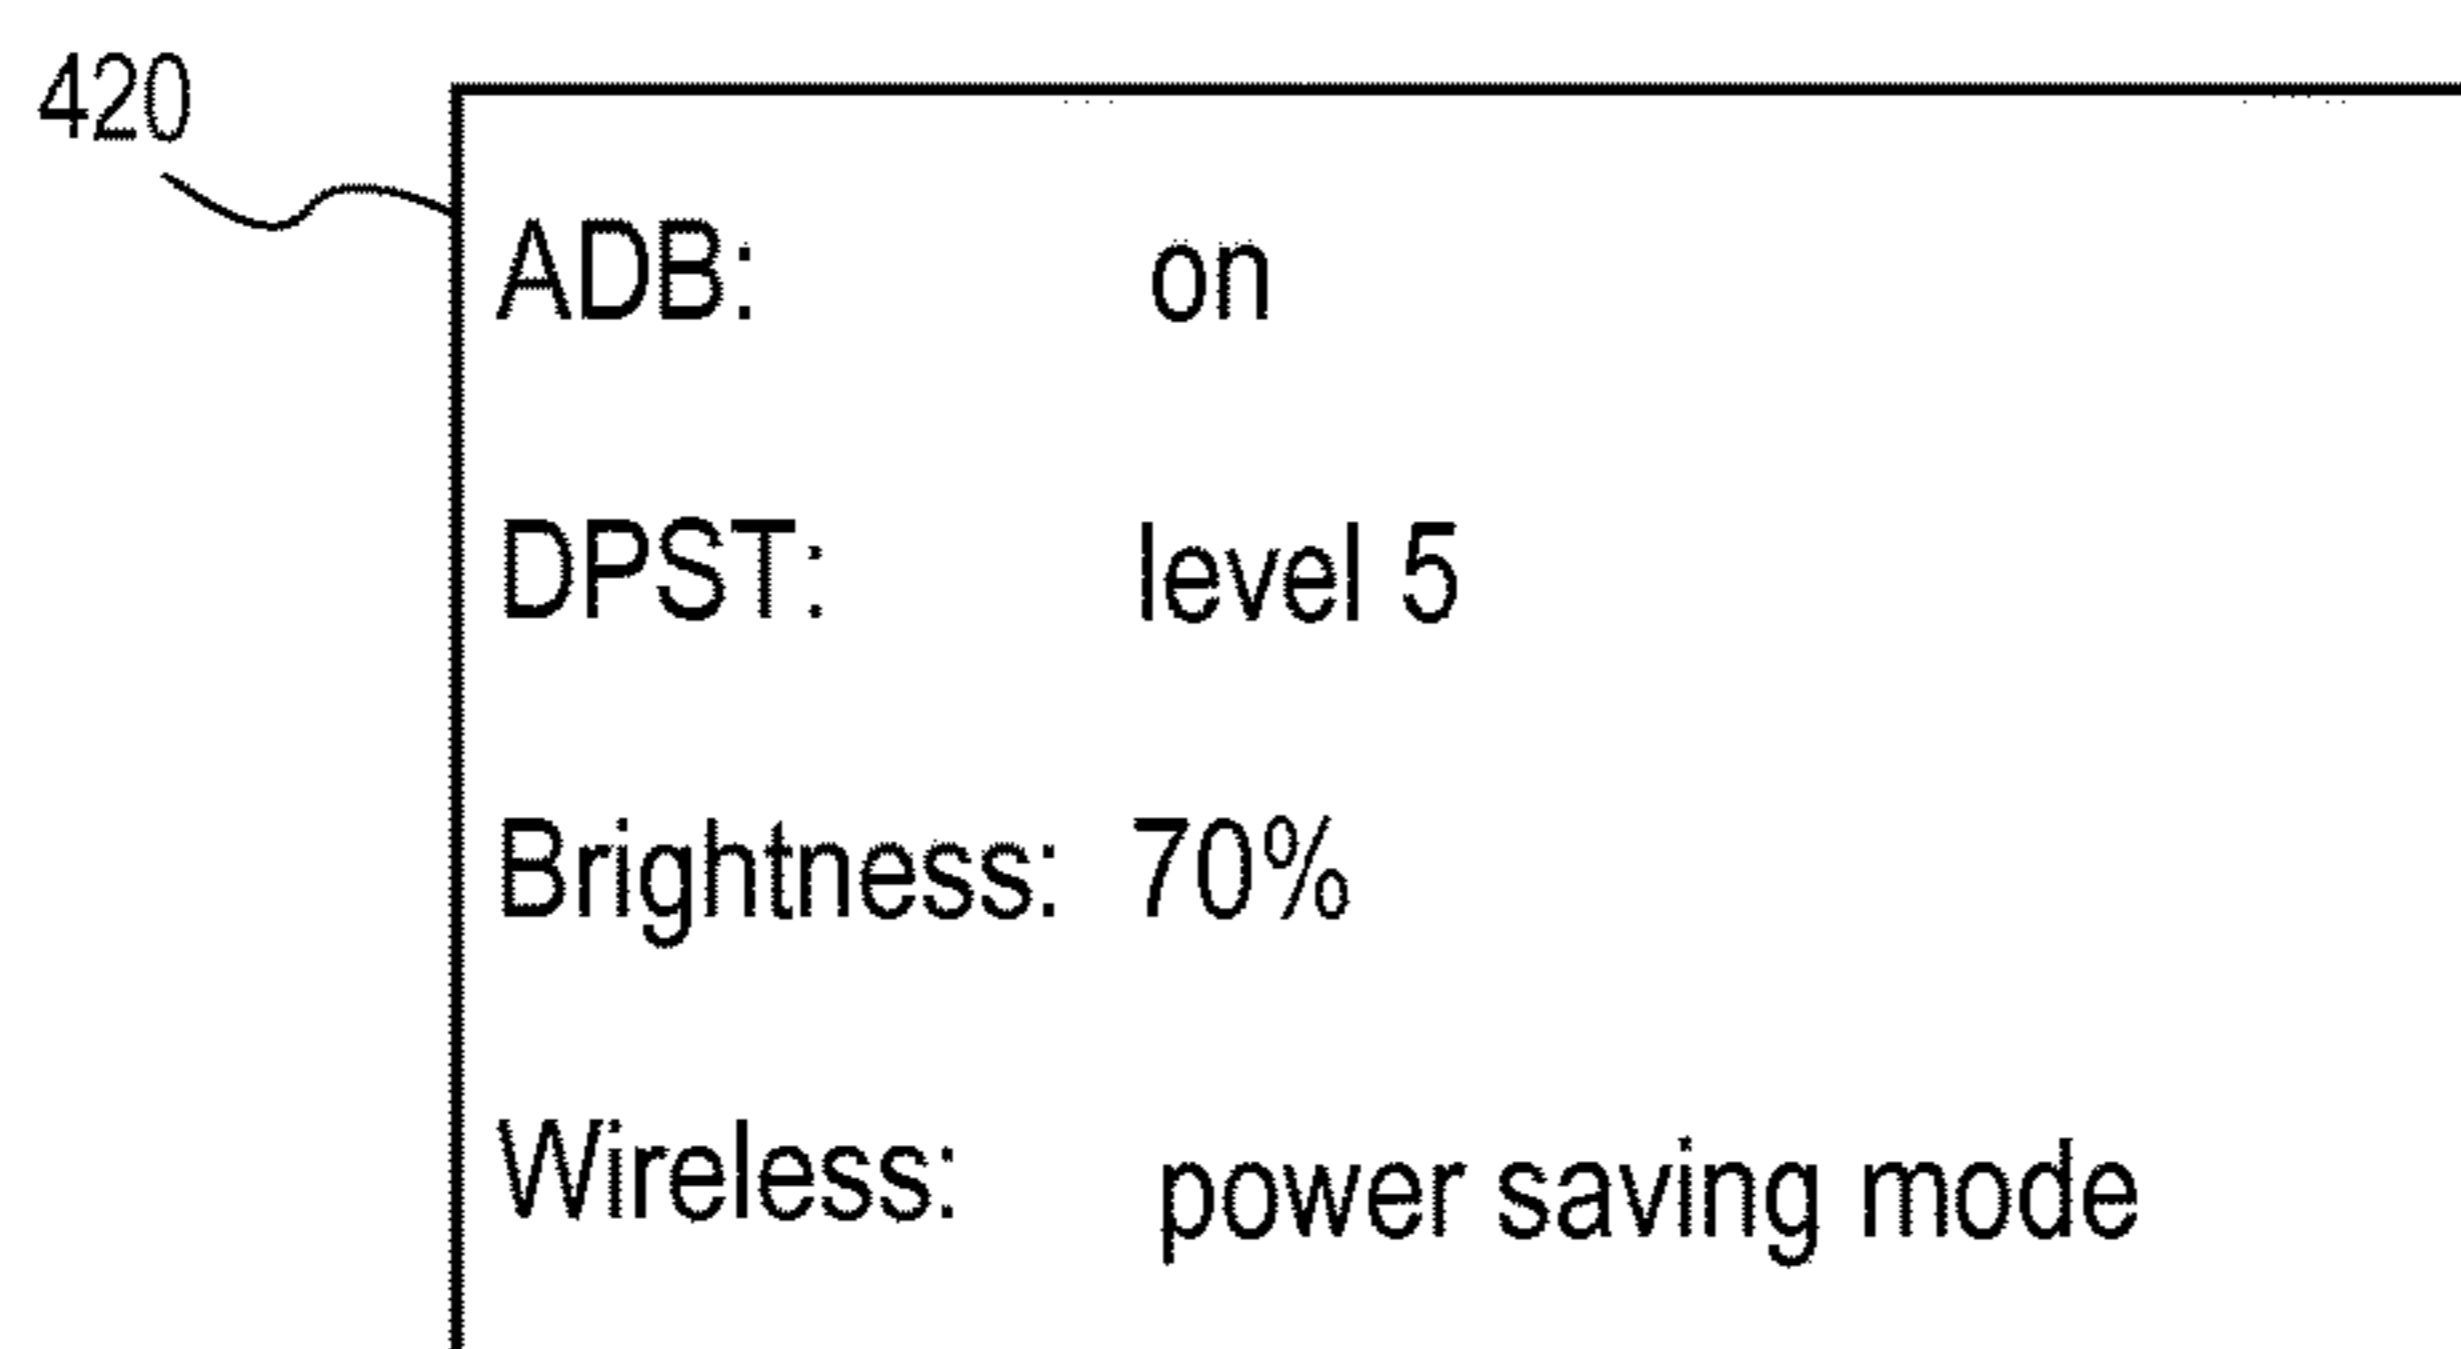 420
ADB: on
DPST: level 5
Brightness: 70%
Wireless: power saving mode